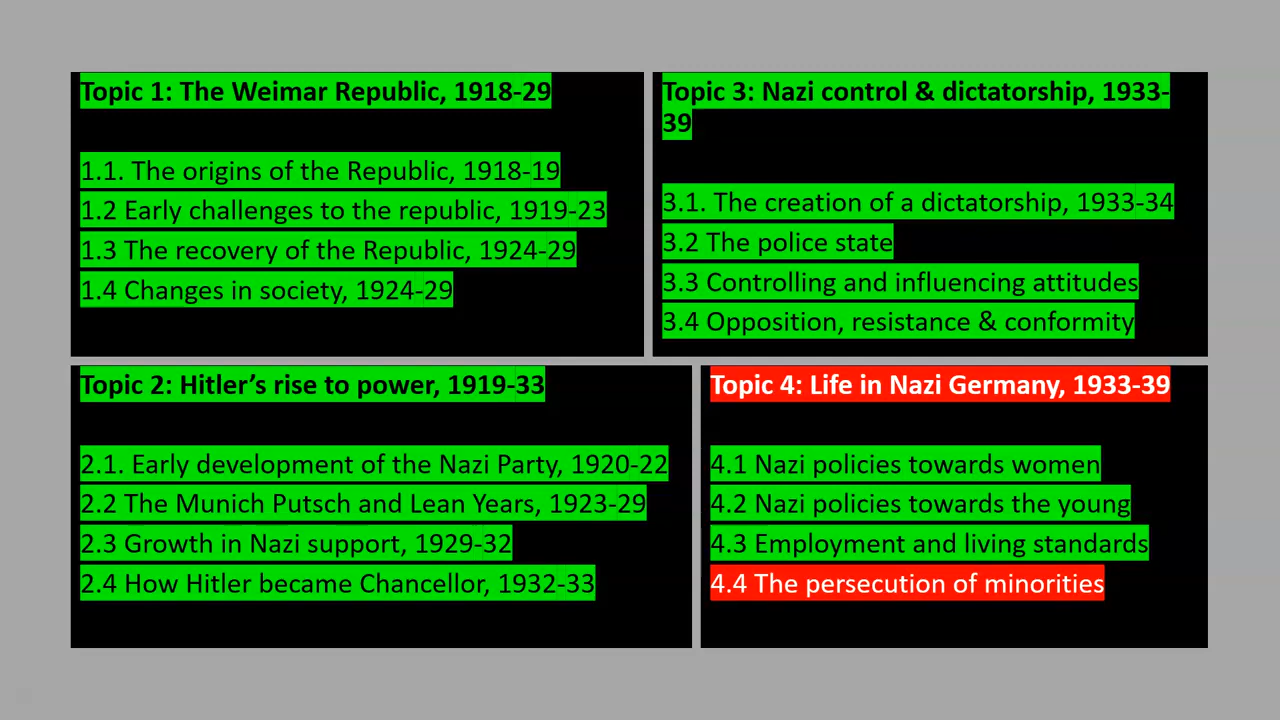 Topic 1: The Weimar Republic, 1918-29
1.1. The origins of the Republic, 1918-19
1.2 Early challenges to the republic, 1919-23
1.3 The recovery of the Republic, 1924-29
1.4 Changes in society, 1924-29
Topic 3: Nazi control & dictatorship, 1933-
39
3.1. The creation of a dictatorship, 1933-34
3.2 The police state
3.3 Controlling and influencing attitudes
3.4 Opposition, resistance & conformity
Topic 2: Hitler’s rise to power, 1919-33
2.1. Early development of the Nazi Party, 1920-22
2.2 The Munich Putsch and Lean Years, 1923-29
2.3 Growth in Nazi support, 1929-32
2.4 How Hitler became Chancellor, 1932-33
Topic 4: Life in Nazi Germany, 1933-39
4.1 Nazi policies towards women
4.2 Nazi policies towards the young
4.3 Employment and living standards
4.4 The persecution of minorities